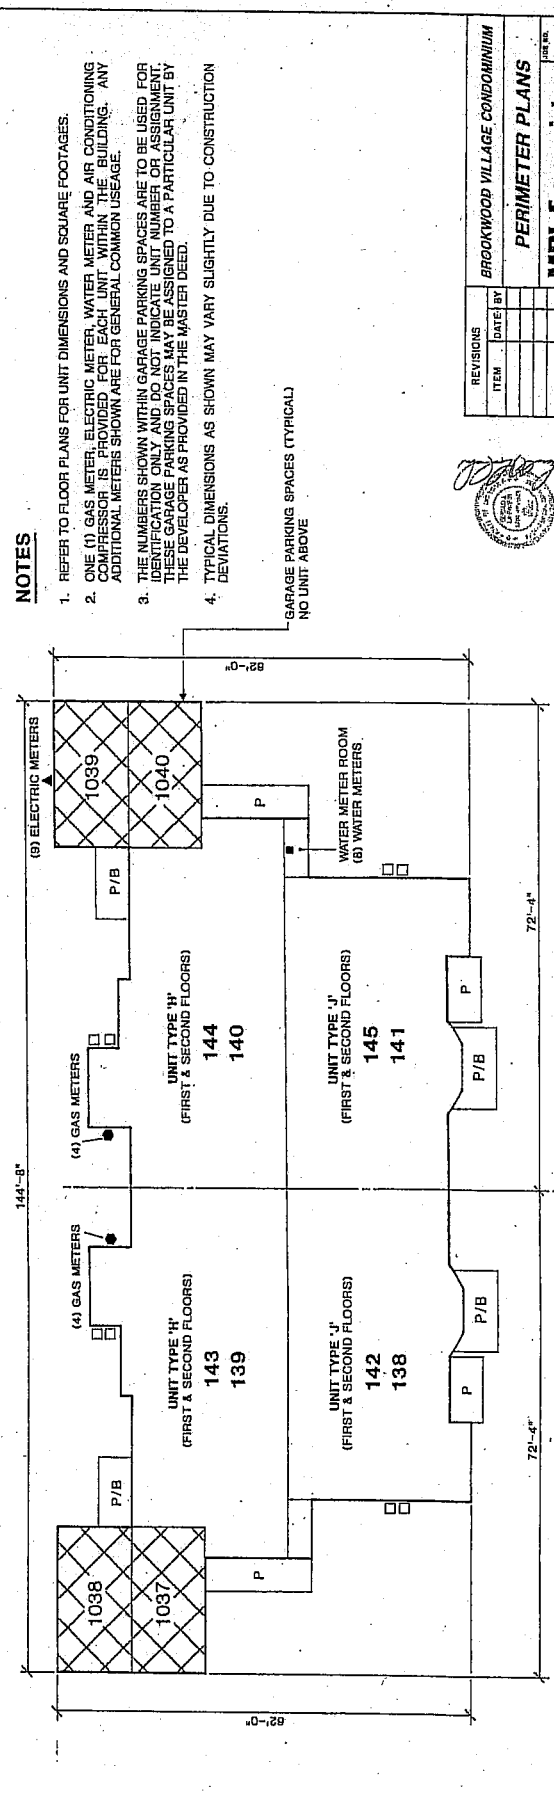 NOTES
1. REFER TO FLOOR PLANS FOR UNIT DIMENSIONS AND SQUARE FOOTAGES.
2. ONE (1) GAS METER, ELECTRIC METER, WATER METER AND AIR CONDITIONING
COMPRESSOR IS PROVIDED FOR EACH UNIT WITHIN THE BUILDING. ANY
ADDITIONAL METERS SHOWN ARE FOR GENERAL COMMON USEAGE.
3. THE NUMBERS SHOWN WITHIN GARAGE PARKING SPACES ARE TO BE USED FOR
IDENTIFICATION ONLY AND DO NOT INDICATE UNIT NUMBER OR ASSIGNMENT.
THESE GARAGE PARKING SPACES MAY BE ASSIGNED TO A PARTICULAR UNIT BY
THE DEVELOPER AS PROVIDED IN THE MASTER DEED.
4. TYPICAL DIMENSIONS AS SHOWN MAY VARY SLIGHTLY DUE TO CONSTRUCTION
DEVIATIONS.
GARAGE PARKING SPACES (TYPICAL)
NO UNIT ABOVE
144'-8"
(4) GAS METERS
(4) GAS METERS
(9) ELECTRIC METERS
82'-0"
82'-0"
1038
1037
P/B
P/B
1039
1040
UNIT TYPE 'H'
(FIRST & SECOND FLOORS)
143
139
UNIT TYPE 'H'
(FIRST & SECOND FLOORS)
144
140
P
P
WATER METER ROOM
(8) WATER METERS
UNIT TYPE 'J'
(FIRST & SECOND FLOORS)
142
138
UNIT TYPE 'J'
(FIRST & SECOND FLOORS)
145
141
P
P/B
P/B
P
72'-4"
72'-4"
REVISIONS
ITEM
DATE
BY
BROOKWOOD VILLAGE CONDOMINIUM
PERIMETER PLANS
JOB NO.